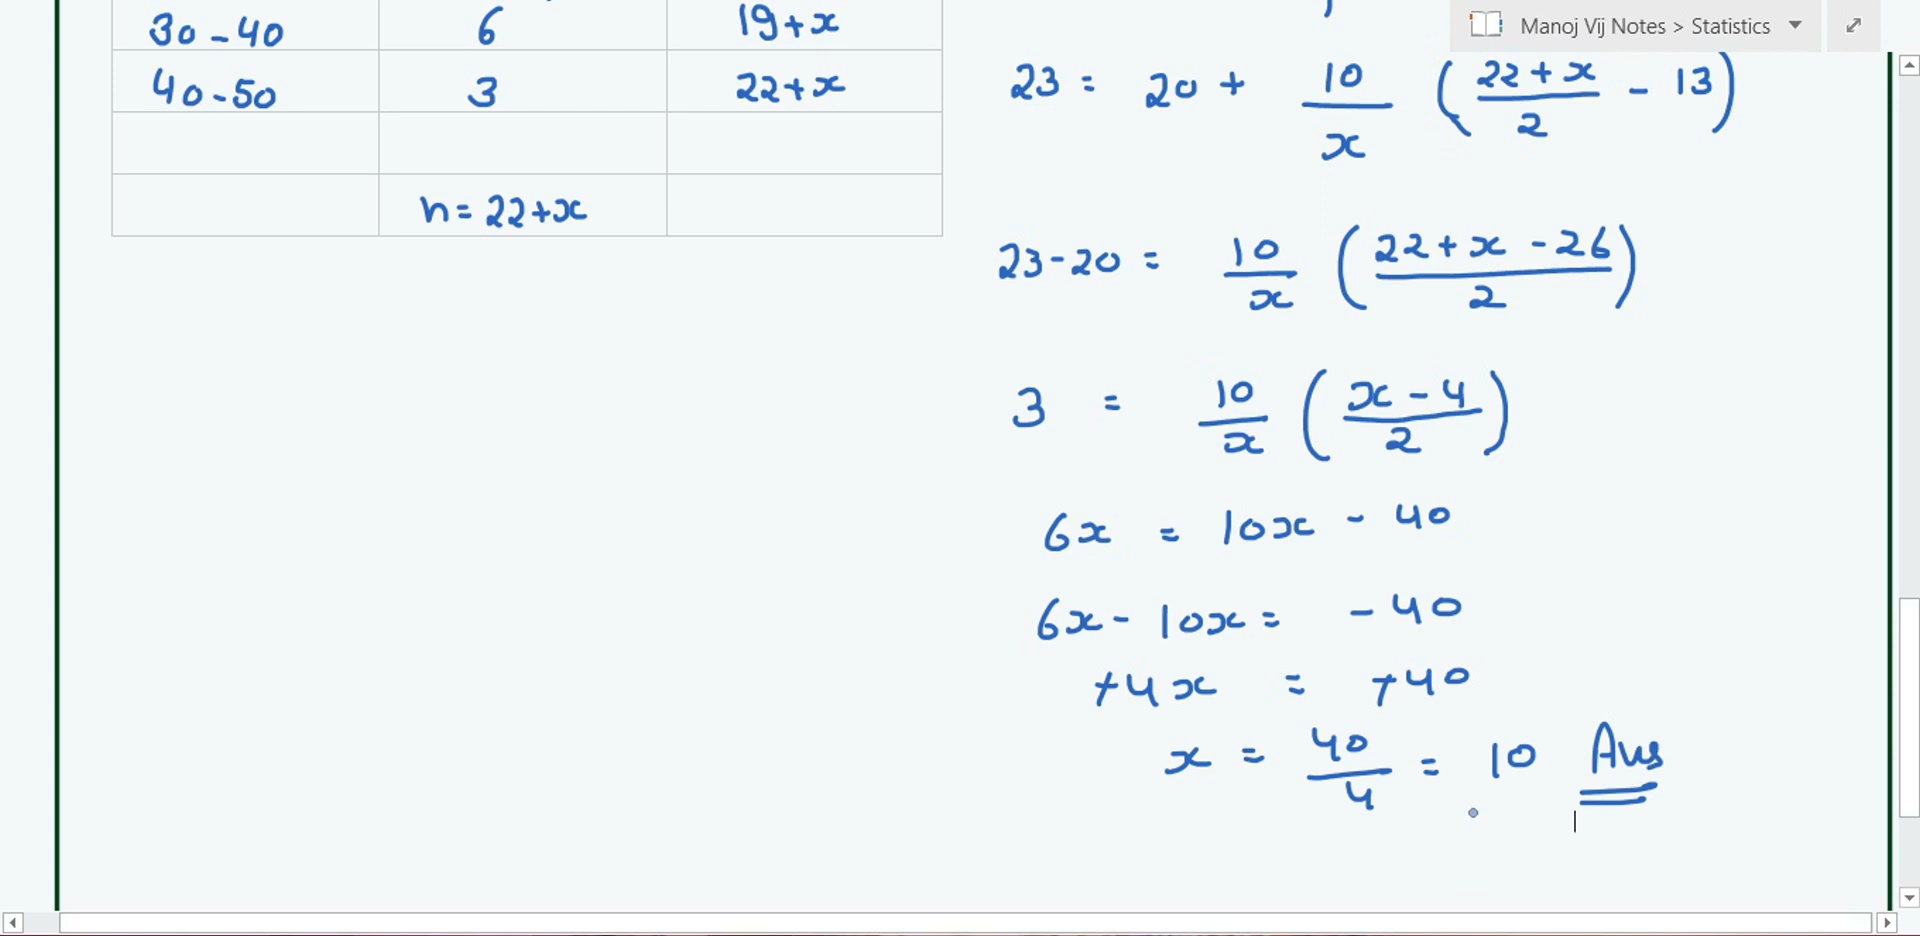 Manoj Vij Notes > Statistics
30-40 6 19+x
40-50 3 22+x
n=22+x
23 = 20 + 10/x (22+x/2 - 13)
23-20 = 10/x (22+x-26/2)
3 = 10/x (x-4/2)
6x = 10x - 40
6x - 10x = -40
+4x = +40
x = 40/4 = 10 Ans